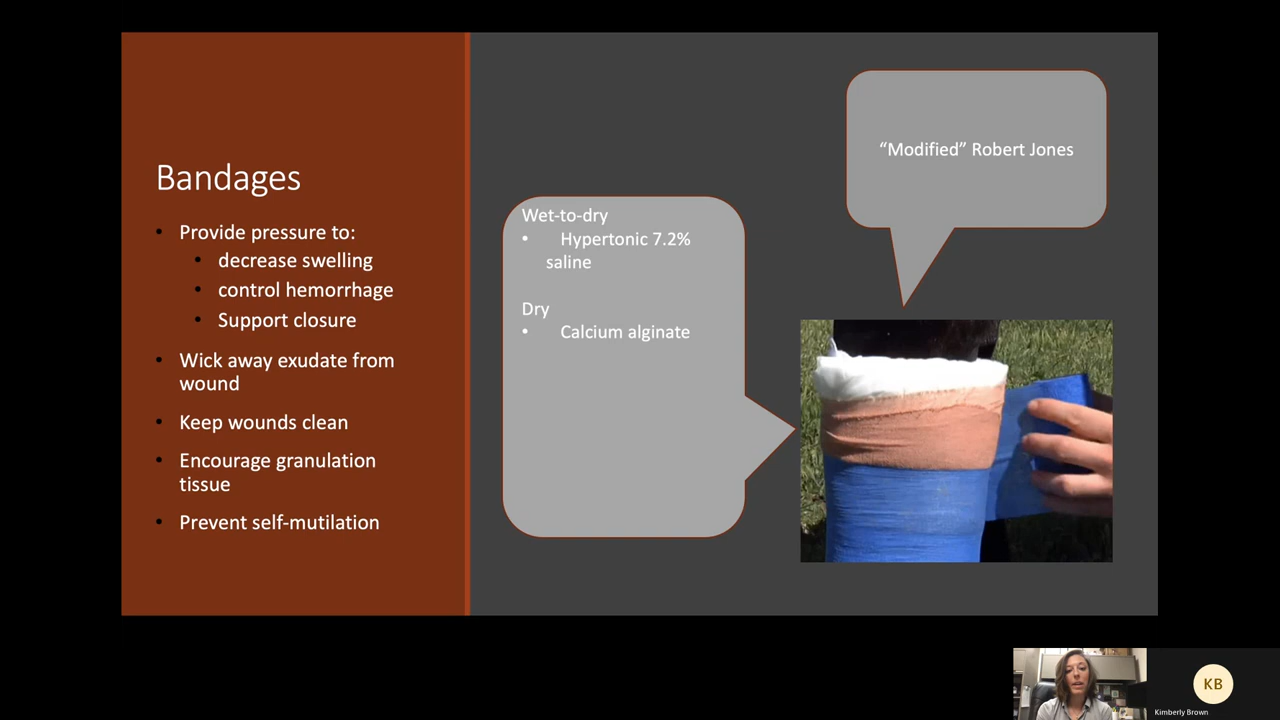 Bandages
• Provide pressure to:
• decrease swelling
• control hemorrhage
• Support closure
• Wick away exudate from
wound
• Keep wounds clean
• Encourage granulation
tissue
• Prevent self-mutilation
Wet-to-dry
• Hypertonic 7.2%
saline
Dry
• Calcium alginate
“Modified” Robert Jones
KB
Kimberly Brown